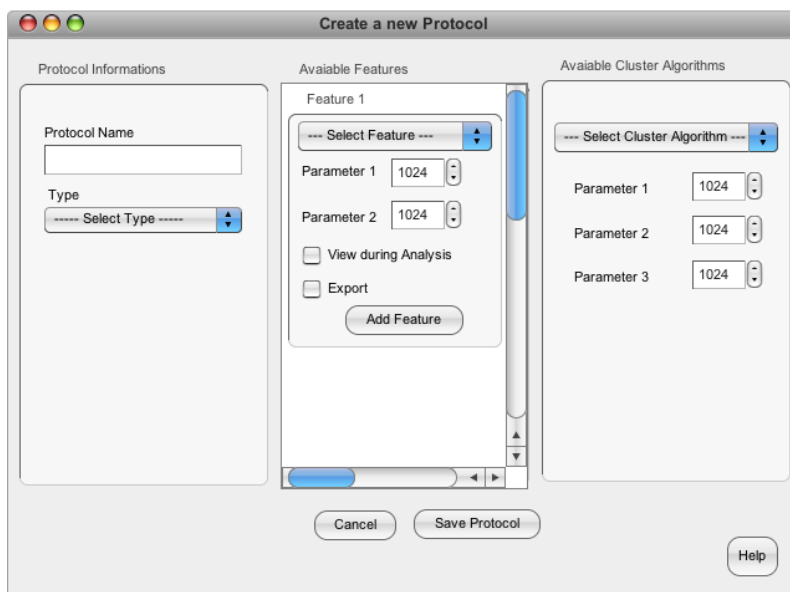 Create a new Protocol
Protocol Informations
Protocol Name
Type
----- Select Type -----
Avaiable Features
Feature 1
--- Select Feature ---
Parameter 1 1024
Parameter 2 1024
View during Analysis
Export
Add Feature
Avaiable Cluster Algorithms
--- Select Cluster Algorithm ---
Parameter 1 1024
Parameter 2 1024
Parameter 3 1024
Cancel Save Protocol
Help